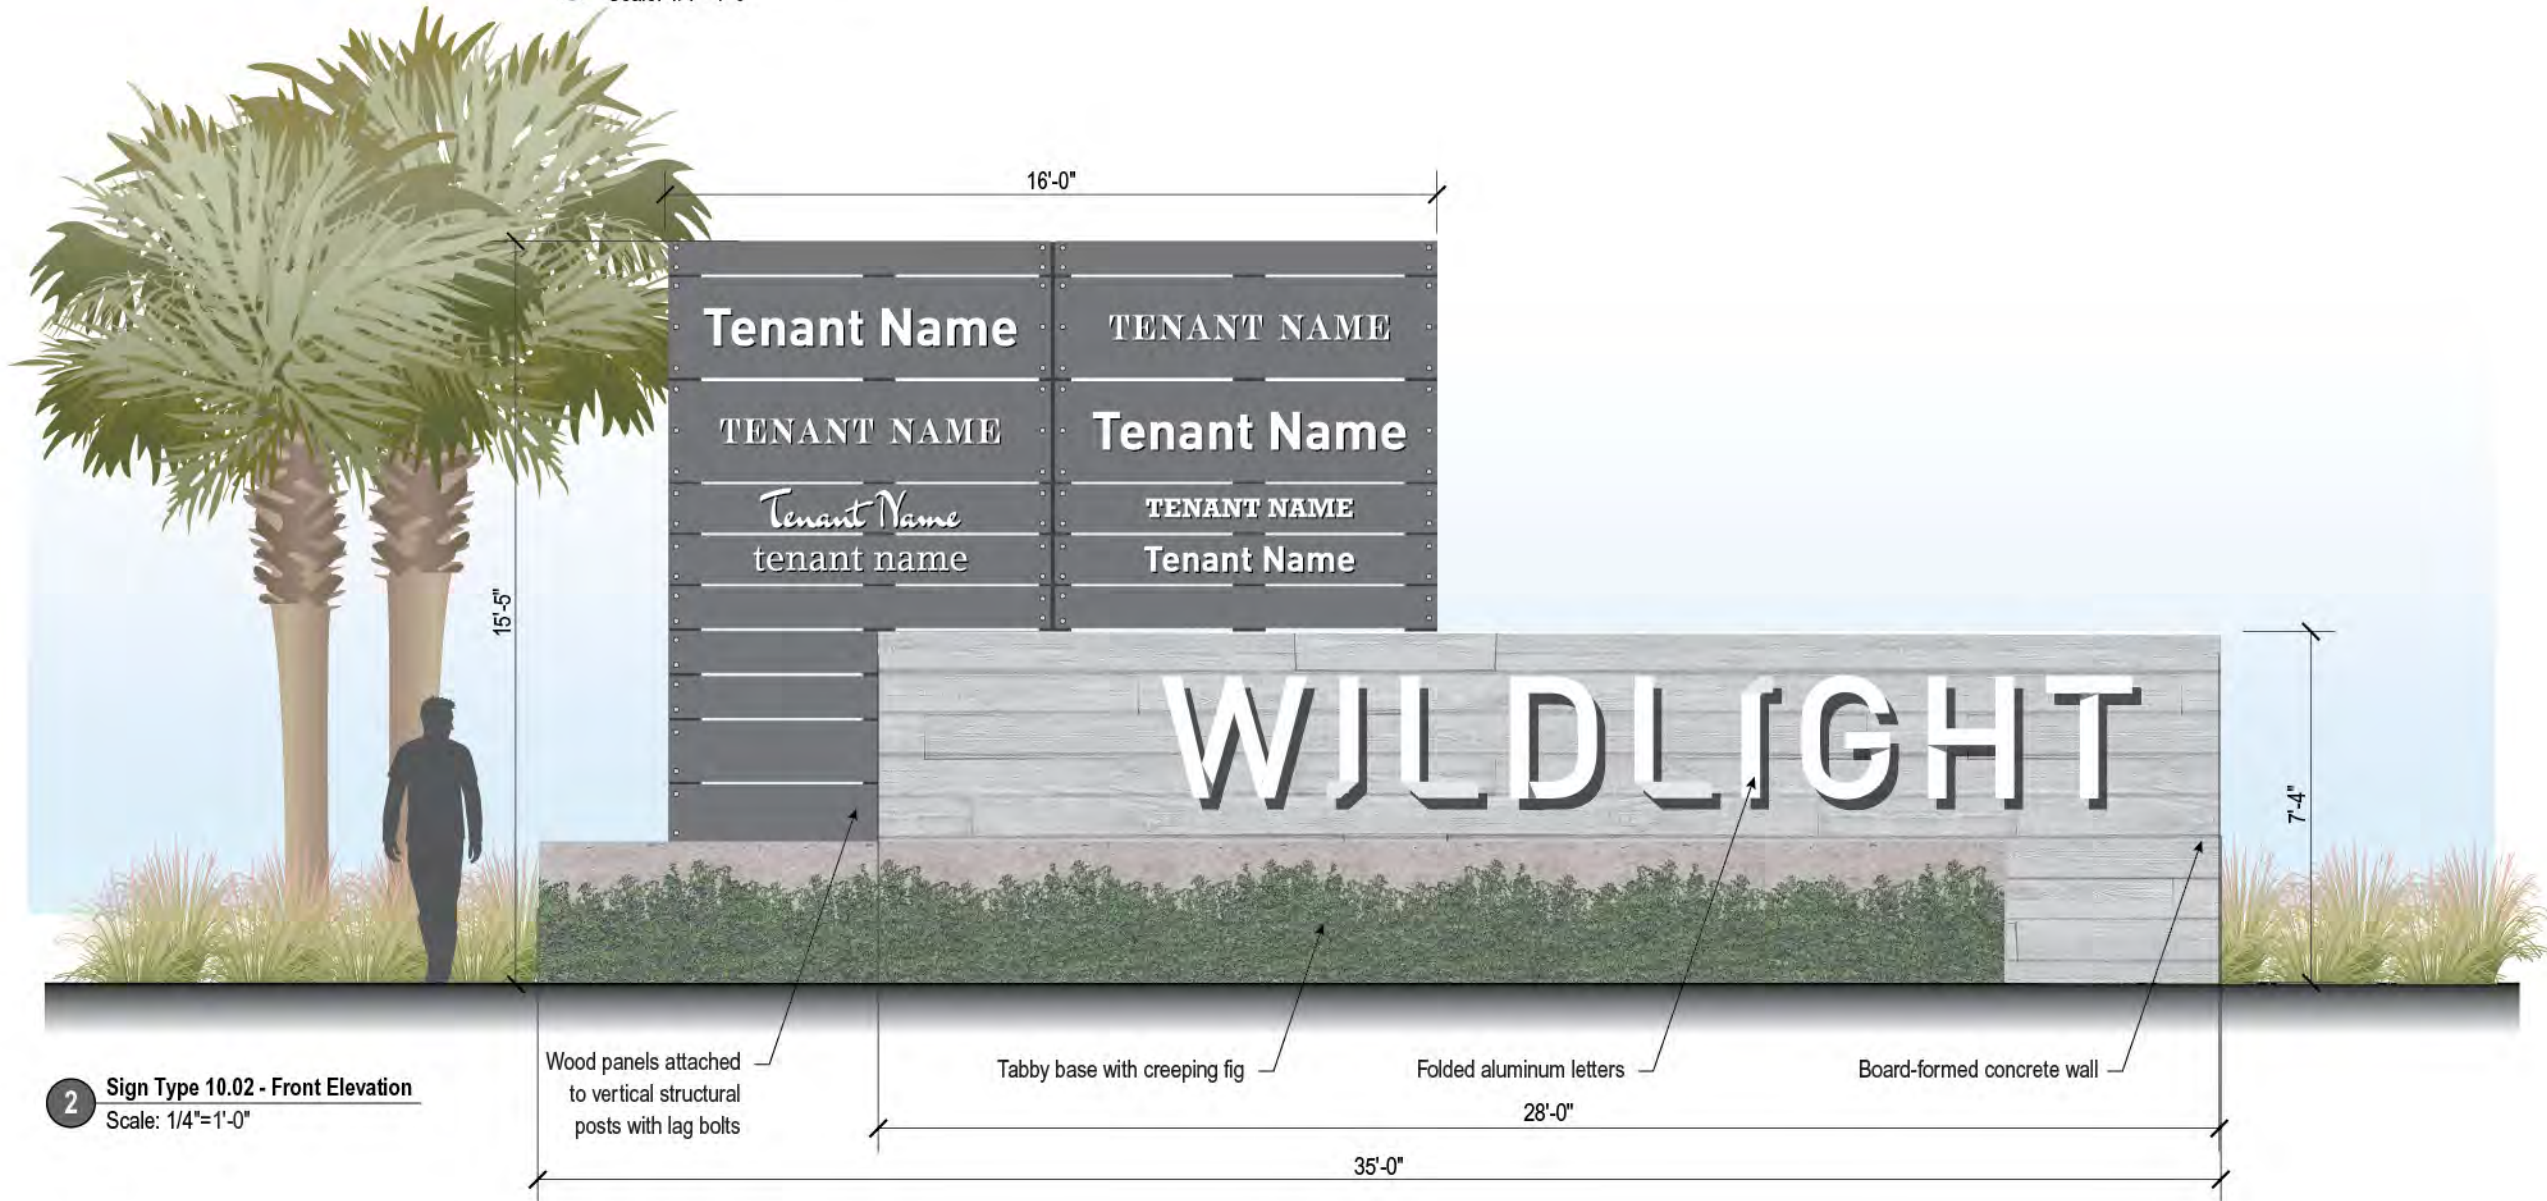 16'-0"
Tenant Name
TENANT NAME
TENANT NAME
Tenant Name
Tenant Name
TENANT NAME
tenant name
Tenant Name
15'-5"
WILDLIGHT
7'-4"
Wood panels attached
to vertical structural
posts with lag bolts
Tabby base with creeping fig
Folded aluminum letters
Board-formed concrete wall
2
Sign Type 10.02 - Front Elevation
Scale: 1/4"=1'-0"
28'-0"
35'-0"